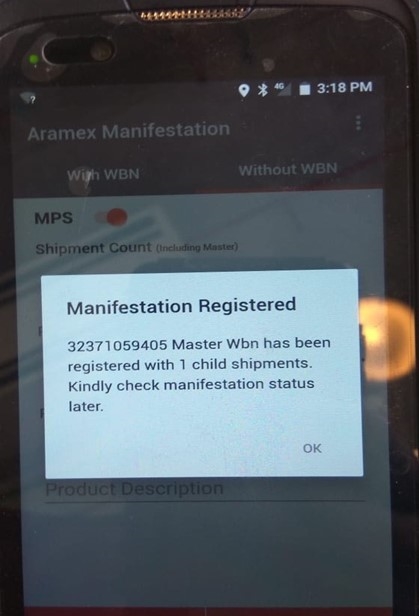 4G 3:18 PM
?
Aramex Manifestation
With WBN Without WBN
MPS
Shipment Count (Including Master)
Manifestation Registered
32371059405 Master Wbn has been
registered with 1 child shipments.
Kindly check manifestation status
later.
OK
Product Description